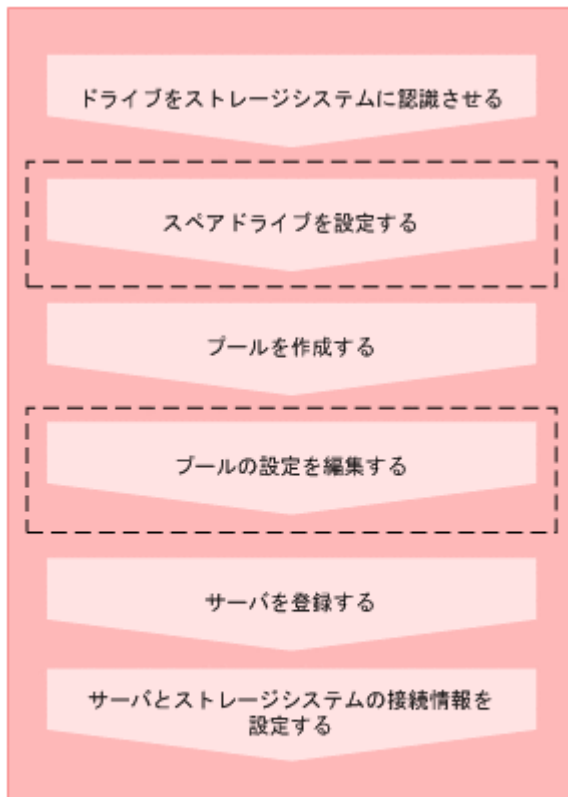 ドライブをストレージシステムに認識させる
スペアドライブを設定する
プールを作成する
プールの設定を編集する
サーバを登録する
サーバとストレージシステムの接続情報を
設定する